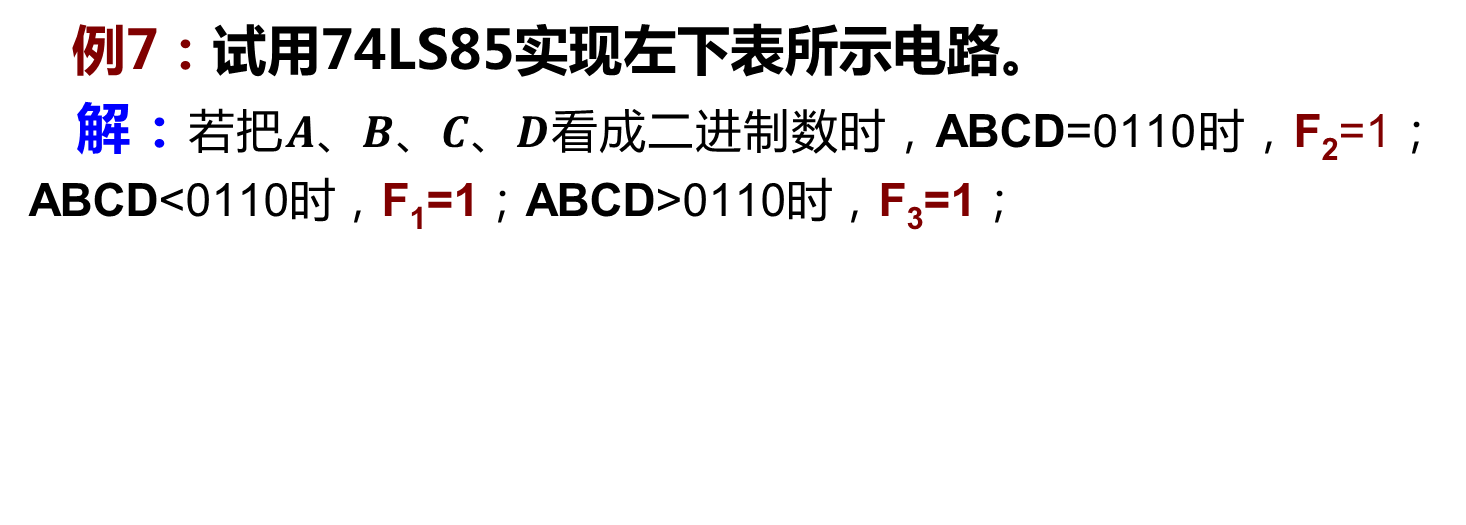 例7：试用74LS85实现左下表所示电路。
解：若把A、B、C、D看成二进制数时，ABCD=0110时，F₂=1；
ABCD<0110时，F₁=1；ABCD>0110时，F₃=1；